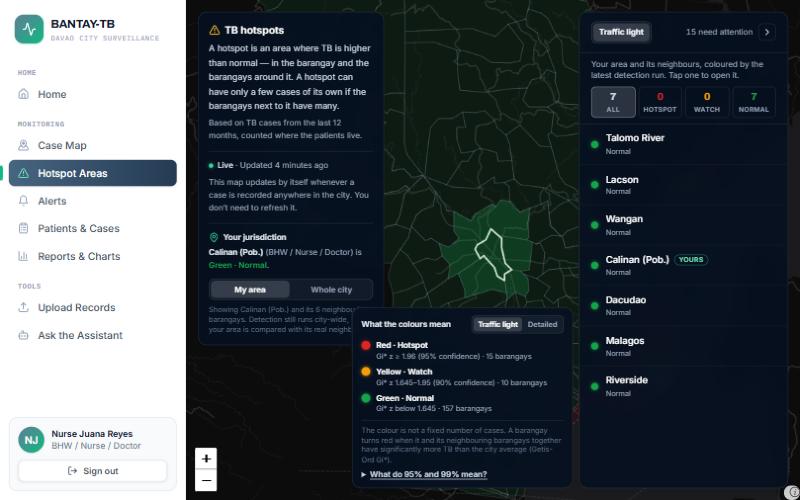 BANTAY-TB
DAVAO CITY SURVEILLANCE
HOME
Home
MONITORING
Case Map
Hotspot Areas
Alerts
Patients & Cases
Reports & Charts
TOOLS
Upload Records
Ask the Assistant
NJ
Nurse Juana Reyes
BHW / Nurse / Doctor
Sign out
TB hotspots
A hotspot is an area where TB is higher
than normal — in the barangay and the
barangays around it. A hotspot can
have only a few cases of its own if the
barangays next to it have many.
Based on TB cases from the last 12
months, counted where the patients live.
Live · Updated 4 minutes ago
This map updates by itself whenever a
case is recorded anywhere in the city. You
don't need to refresh it.
Your jurisdiction
Calinan (Pob.) (BHW / Nurse / Doctor) is
Green · Normal.
My area
Whole city
Showing Calinan (Pob.) and its 6
barangays. Detection still runs city-wide,
your area is compared with its real
+
−
What the colours mean
Traffic light
Detailed
Red · Hotspot
Gi* z ≥ 1.96 (95% confidence) · 15 barangays
Yellow · Watch
Gi* z 1.645–1.95 (90% confidence) · 10 barangays
Green · Normal
Gi* z below 1.645 · 157 barangays
The colour is not a fixed number of cases. A barangay
turns red when it and its neighbouring barangays together
have significantly more TB than the city average (Getis-
Ord Gi*).
What do 95% and 99% mean?
Traffic light
15 need attention
Your area and its neighbours, coloured by the
latest detection run. Tap one to open it.
7
ALL
0
HOTSPOT
0
WATCH
7
NORMAL
Talomo River
Normal
Lacson
Normal
Wangan
Normal
Calinan (Pob.) YOURS
Normal
Dacudao
Normal
Malagos
Normal
Riverside
Normal